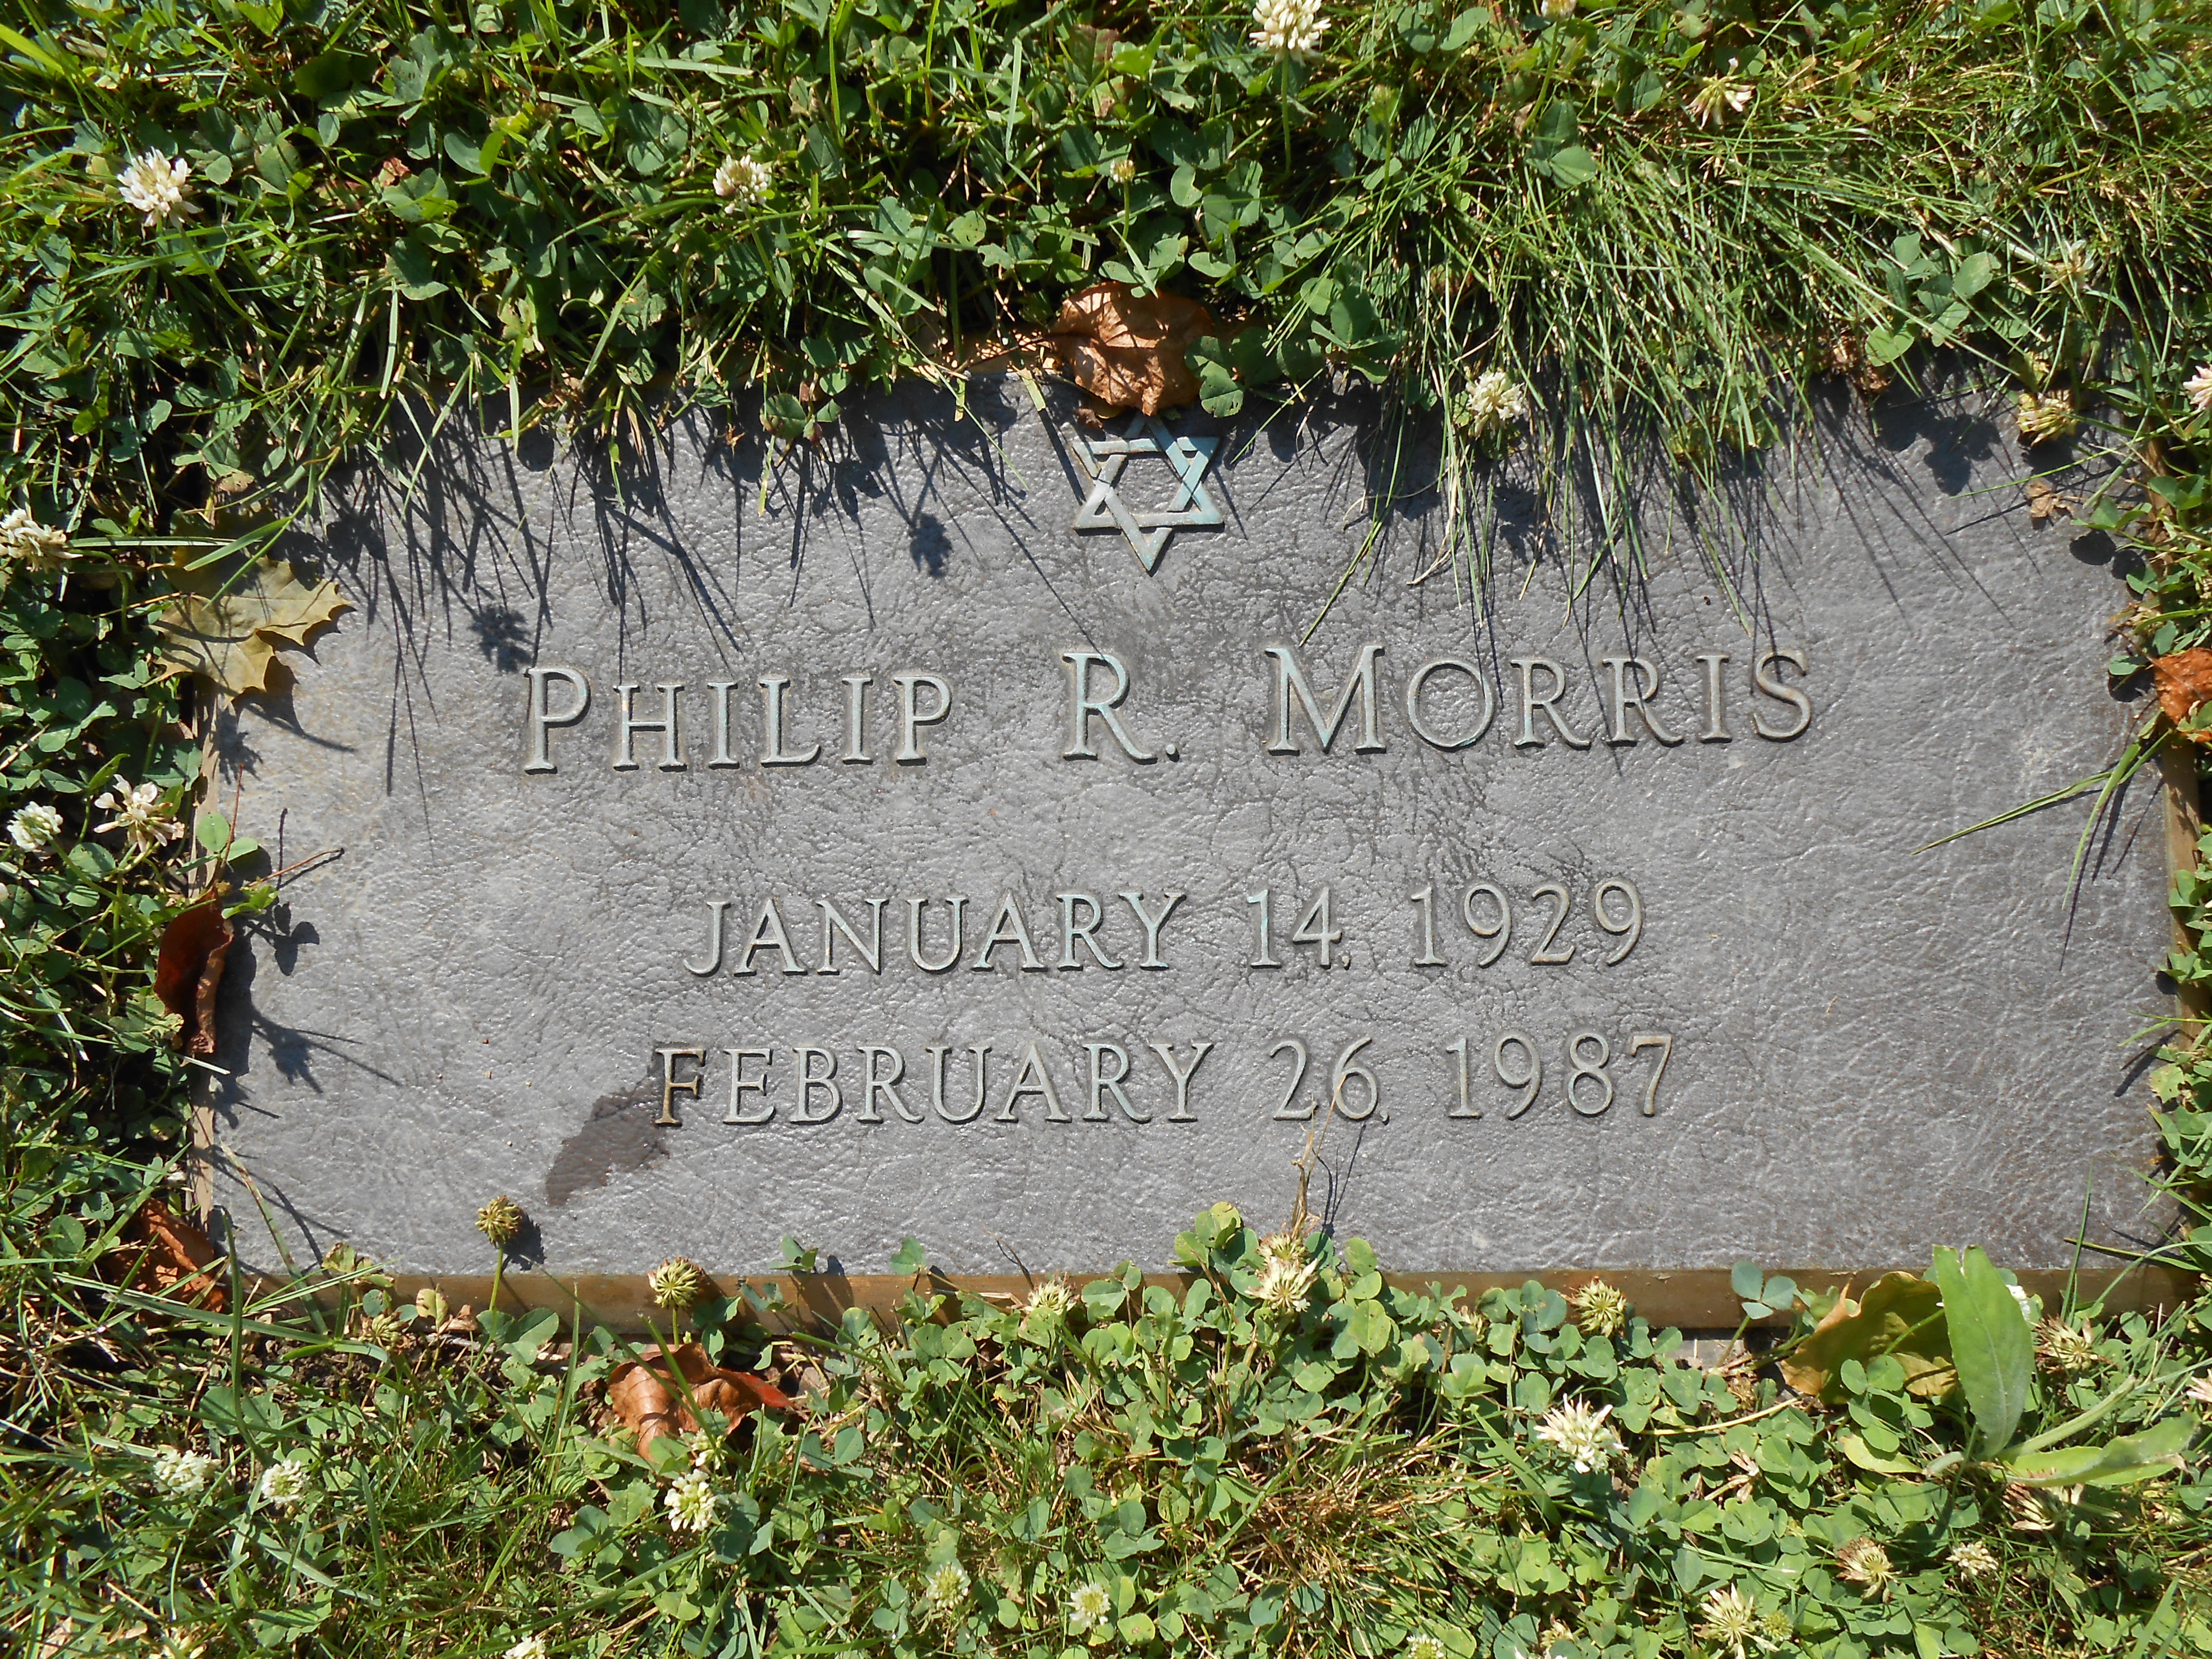 PHILIP R. MORRIS
JANUARY 14, 1929
FEBRUARY 26, 1987